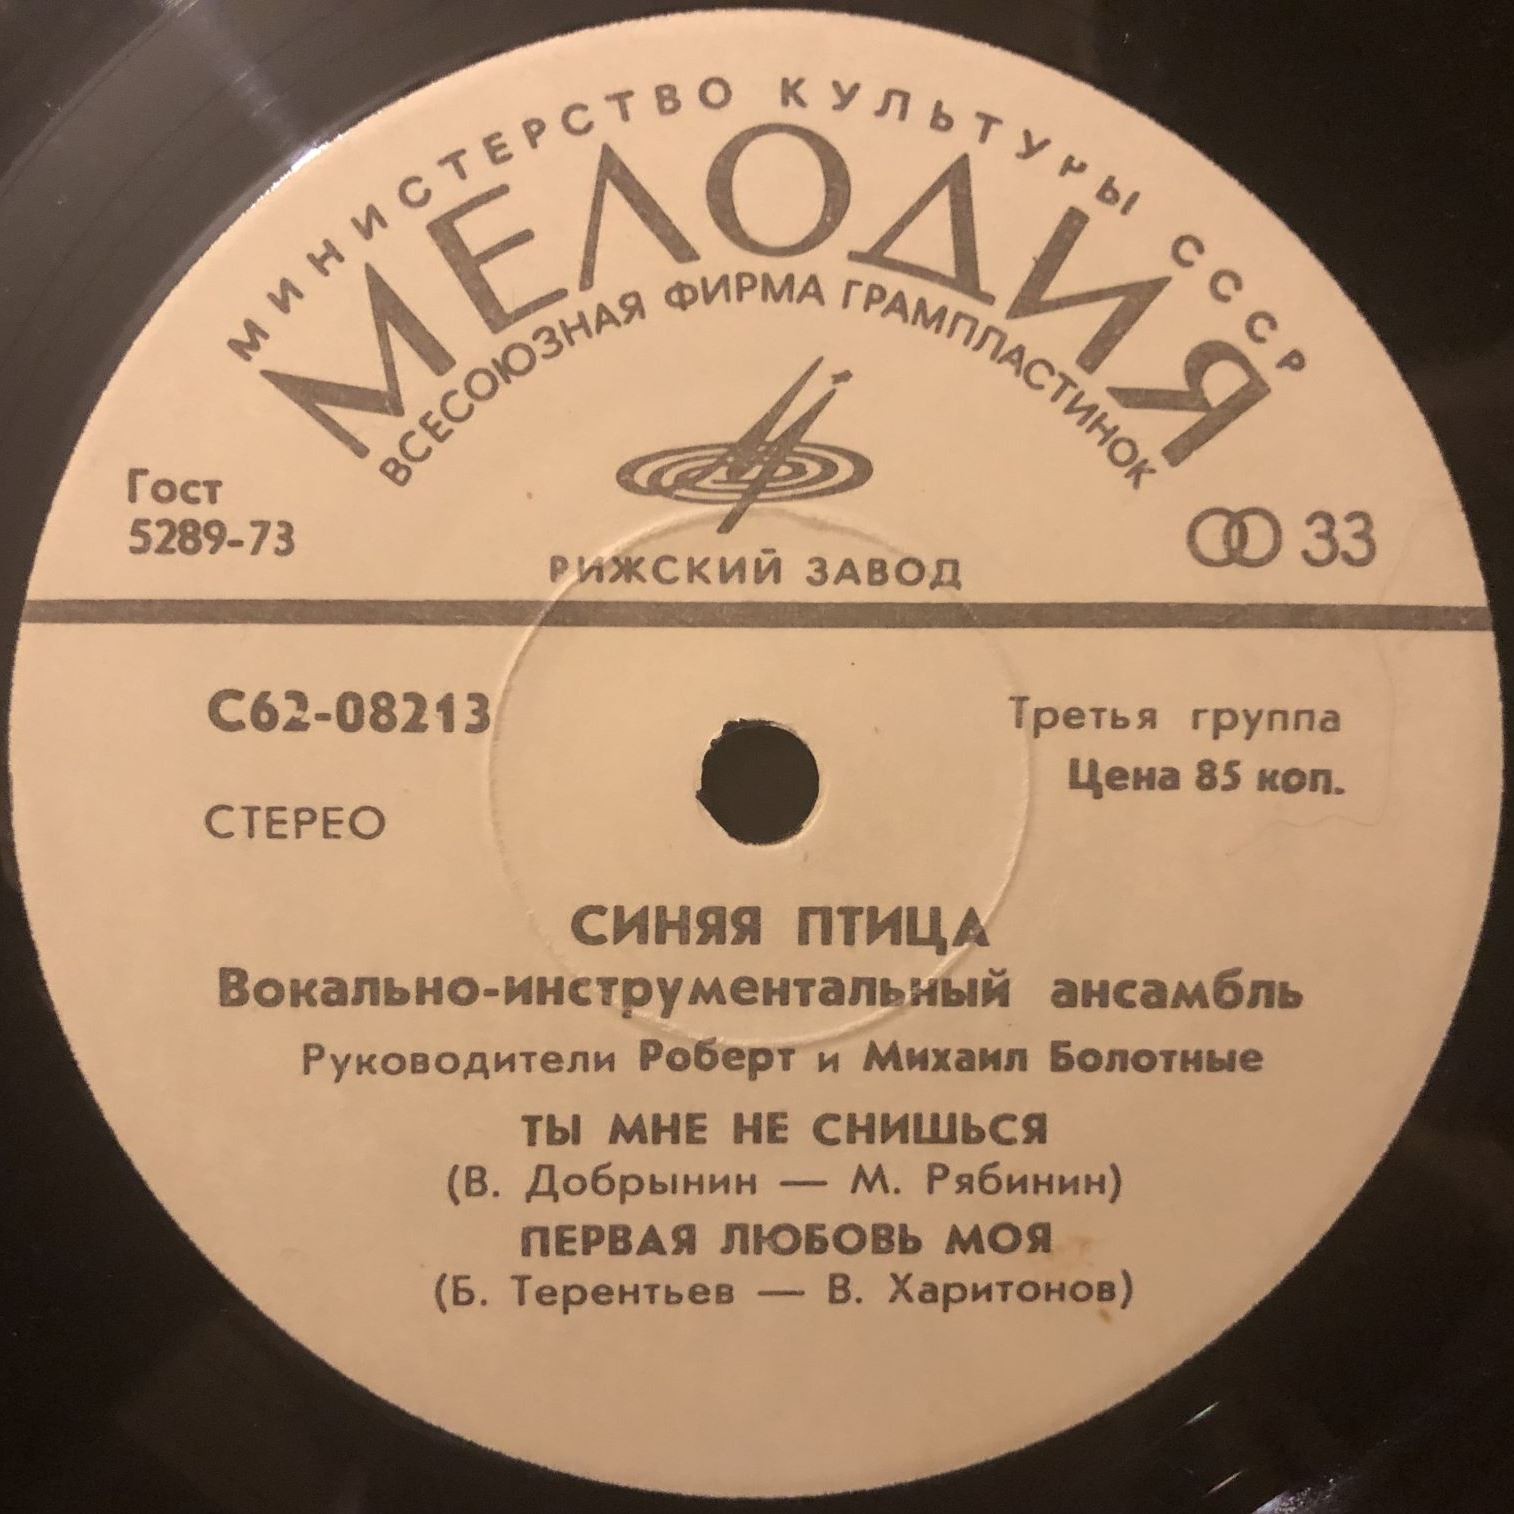 МИНИСТЕРСТВО КУЛЬТУРЫ СССР
МЕЛОДИЯ
ВСЕСОЮЗНАЯ ФИРМА ГРАМПЛАСТИНОК
Гост
5289-73
33
РИЖСКИЙ ЗАВОД
С62-08213
Третья группа
Цена 85 коп.
СТЕРЕО
СИНЯЯ ПТИЦА
Вокально-инструментальный ансамбль
Руководители Роберт и Михаил Болотные
ТЫ МНЕ НЕ СНИШЬСЯ
(В. Добрынин — М. Рябинин)
ПЕРВАЯ ЛЮБОВЬ МОЯ
(Б. Терентьев — В. Харитонов)